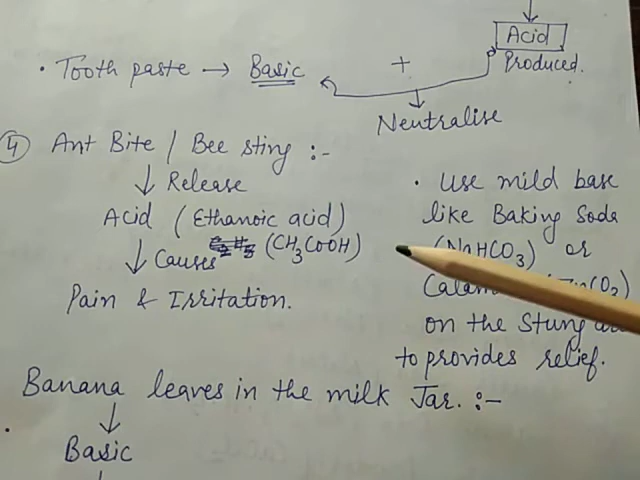 Acid
• Tooth paste → Basic + Produced.
Neutralise
④ Ant Bite / Bee sting :-
↓ Release
Acid (Ethanoic acid)
↓ Causes (CH3COOH)
Pain & Irritation.
• Use mild base
like Baking Soda
(NaHCO3) or
on the Stung
to provides relief.
Banana leaves in the milk Jar. :-
↓
• Basic